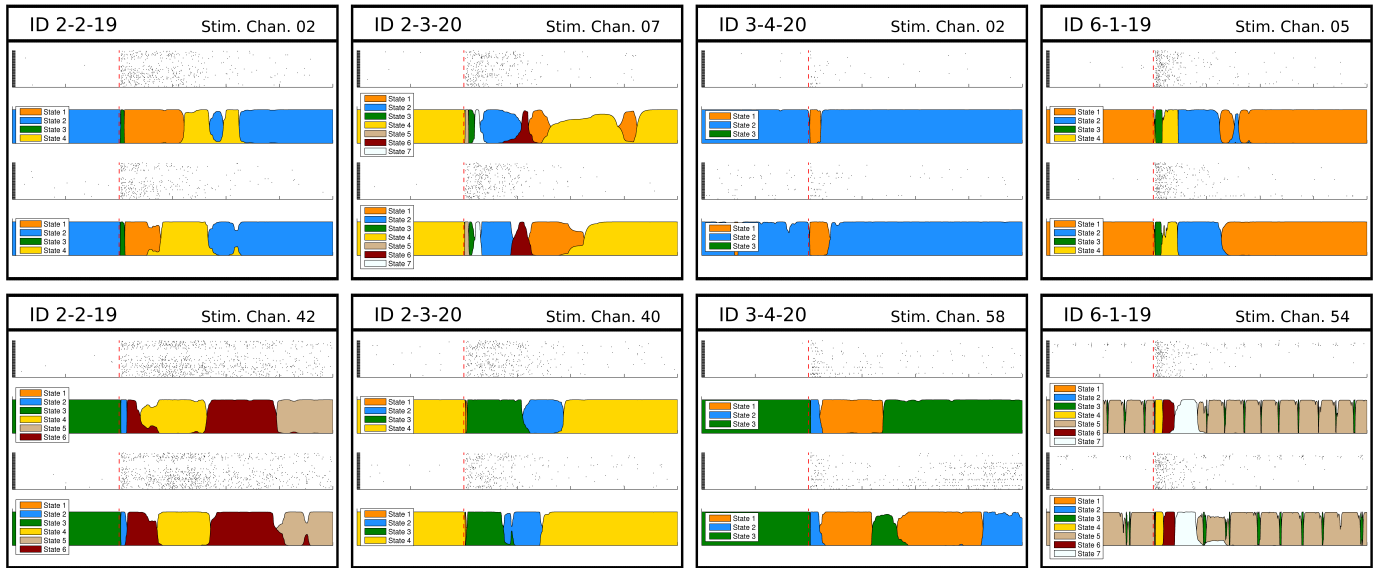 ID 2-2-19 Stim. Chan. 02
State 1
State 2
State 3
State 4
State 1
State 2
State 3
State 4
ID 2-3-20 Stim. Chan. 07
State 1
State 2
State 3
State 4
State 5
State 6
State 7
State 1
State 2
State 3
State 4
State 5
State 6
State 7
ID 3-4-20 Stim. Chan. 02
State 1
State 2
State 3
State 1
State 2
State 3
ID 6-1-19 Stim. Chan. 05
State 1
State 2
State 3
State 4
State 1
State 2
State 3
State 4
ID 2-2-19 Stim. Chan. 42
State 1
State 2
State 3
State 4
State 5
State 6
State 1
State 2
State 3
State 4
State 5
State 6
ID 2-3-20 Stim. Chan. 40
State 1
State 2
State 3
State 4
State 1
State 2
State 3
State 4
ID 3-4-20 Stim. Chan. 58
State 1
State 2
State 3
State 1
State 2
State 3
ID 6-1-19 Stim. Chan. 54
State 1
State 2
State 3
State 4
State 5
State 6
State 7
State 1
State 2
State 3
State 4
State 5
State 6
State 7